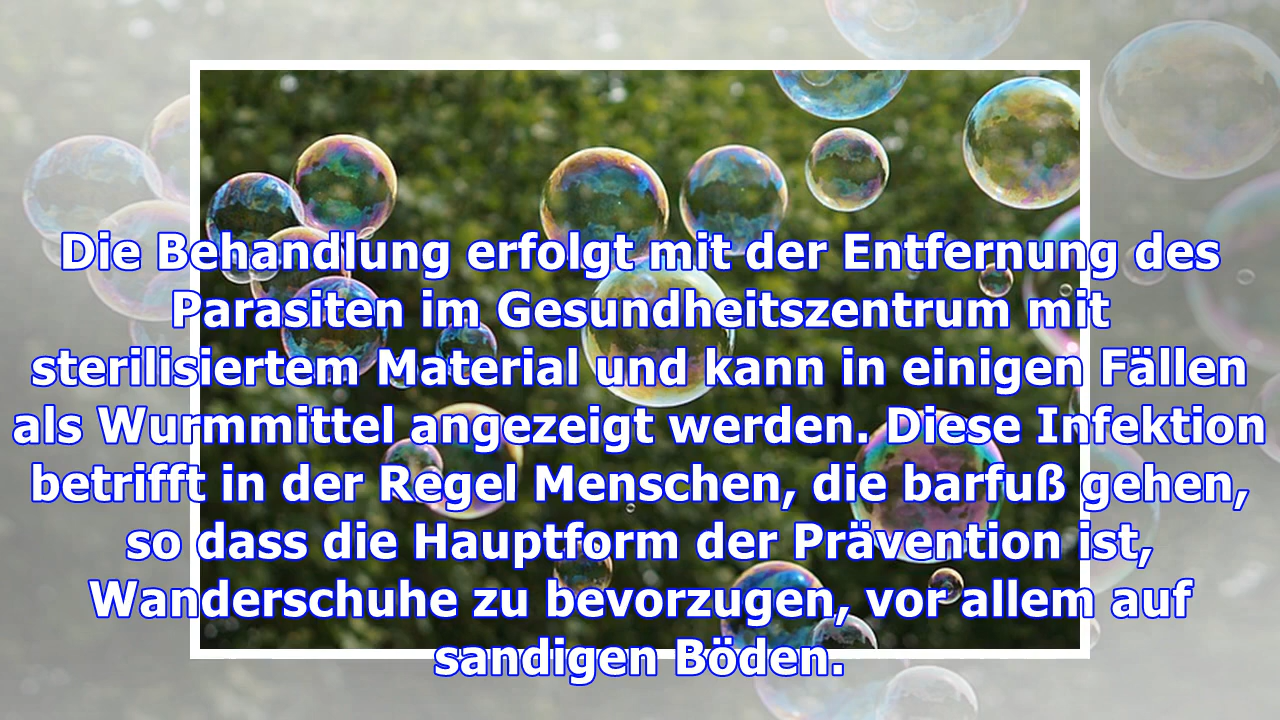 Die Behandlung erfolgt mit der Entfernung des
Parasiten im Gesundheitszentrum mit
sterilisiertem Material und kann in einigen Fällen
als Wurmmittel angezeigt werden. Diese Infektion
betrifft in der Regel Menschen, die barfuß gehen,
so dass die Hauptform der Prävention ist,
Wanderschuhe zu bevorzugen, vor allem auf
sandigen Böden.